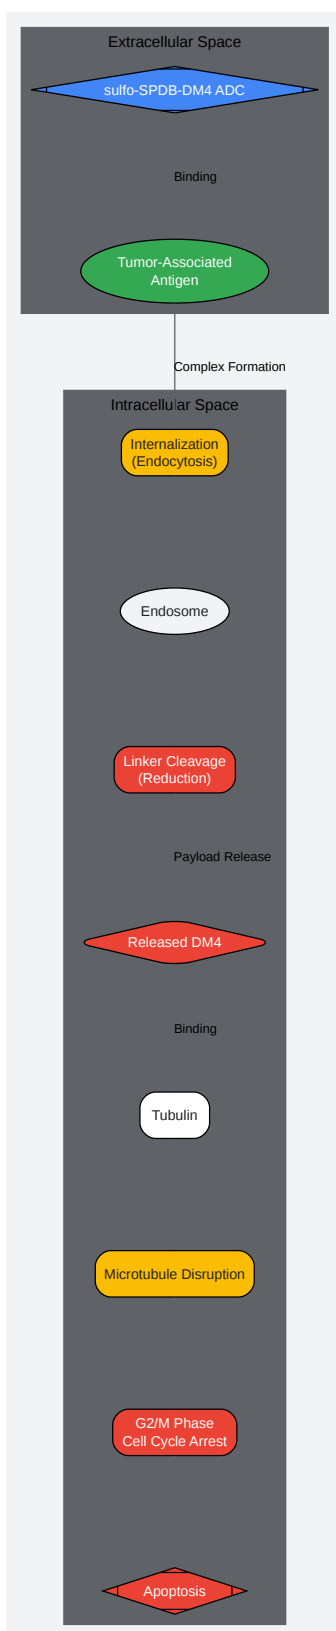 Extracellular Space
sulfo-SPDB-DM4 ADC
Binding
Tumor-Associated
Antigen
Complex Formation
Intracellular Space
Internalization
(Endocytosis)
Endosome
Linker Cleavage
(Reduction)
Payload Release
Released DM4
Binding
Tubulin
Microtubule Disruption
G2/M Phase
Cell Cycle Arrest
Apoptosis